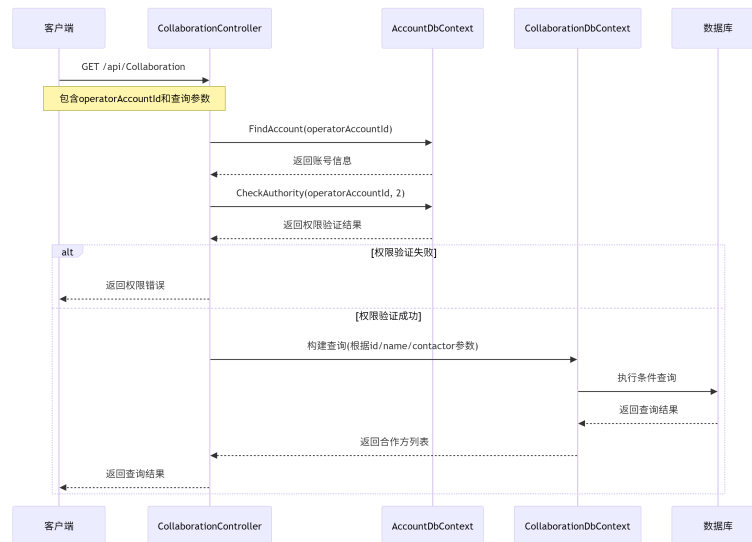 客户端
CollaborationController
AccountDbContext
CollaborationDbContext
数据库
GET /api/Collaboration
包含operatorAccountId和查询参数
FindAccount(operatorAccountId)
返回账号信息
CheckAuthority(operatorAccountId, 2)
返回权限验证结果
alt
[权限验证失败]
返回权限错误
[权限验证成功]
构建查询(根据id/name/contactor参数)
执行条件查询
返回查询结果
返回合作方列表
返回查询结果
客户端
CollaborationController
AccountDbContext
CollaborationDbContext
数据库